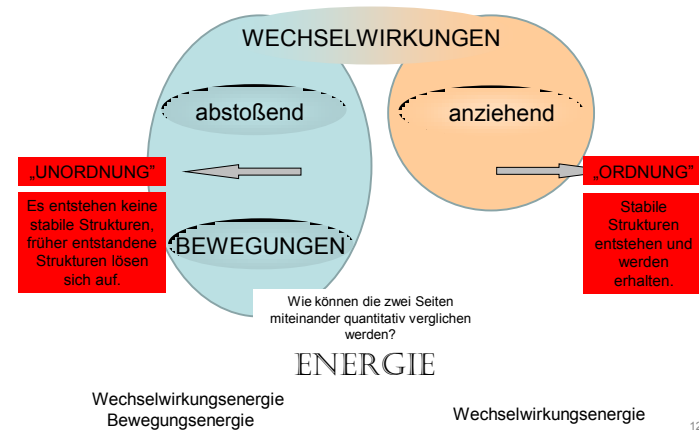 WECHSELWIRKUNGEN
abstoßend
anziehend
„UNORDNUNG”
„ORDNUNG”
Es entstehen keine
stabile Strukturen,
früher entstandene
Strukturen lösen
sich auf.
Stabile
Strukturen
entstehen und
werden
erhalten.
BEWEGUNGEN
Wie können die zwei Seiten
miteinander quantitativ verglichen
werden?
ENERGIE
Wechselwirkungsenergie
Bewegungsenergie
Wechselwirkungsenergie
12